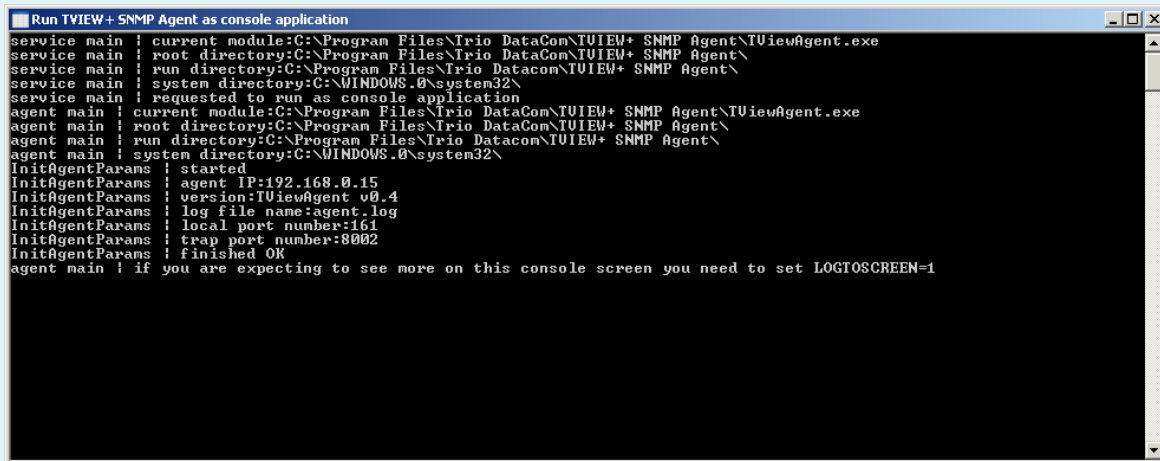 Run TVIEW+ SNMP Agent as console application
service main ¦ current module:C:\Program Files\Trio DataCom\TVIEW+ SNMP Agent\TViewAgent.exe
service main ¦ root directory:C:\Program Files\Trio DataCom\TVIEW+ SNMP Agent\
service main ¦ run directory:C:\Program Files\Trio Datacom\TVIEW+ SNMP Agent\
service main ¦ system directory:C:\WINDOWS.0\system32\
service main ¦ requested to run as console application
agent main ¦ current module:C:\Program Files\Trio DataCom\TVIEW+ SNMP Agent\TViewAgent.exe
agent main ¦ root directory:C:\Program Files\Trio DataCom\TVIEW+ SNMP Agent\
agent main ¦ run directory:C:\Program Files\Trio Datacom\TVIEW+ SNMP Agent\
agent main ¦ system directory:C:\WINDOWS.0\system32\
InitAgentParams ¦ started
InitAgentParams ¦ agent IP:192.168.0.15
InitAgentParams ¦ version:TViewAgent v0.4
InitAgentParams ¦ log file name:agent.log
InitAgentParams ¦ local port number:161
InitAgentParams ¦ trap port number:8002
InitAgentParams ¦ finished OK
agent main ¦ if you are expecting to see more on this console screen you need to set LOGTOSCREEN=1